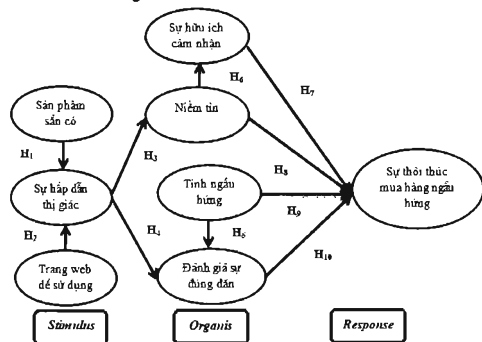 Sự hữu ích
cảm nhận
H₆
H₇
Sản phẩm
sẵn có
Niềm tin
H₁
H₃
H₈
Sự hấp dẫn
thị giác
Tính ngẫu
hứng
Sự thôi thúc
mua hàng ngẫu
hứng
H₂
H₄
H₅
H₉
Trang web
dể sử dụng
Đánh giá sự
đúng đắn
H₁₀
Stimulus
Organis
Response